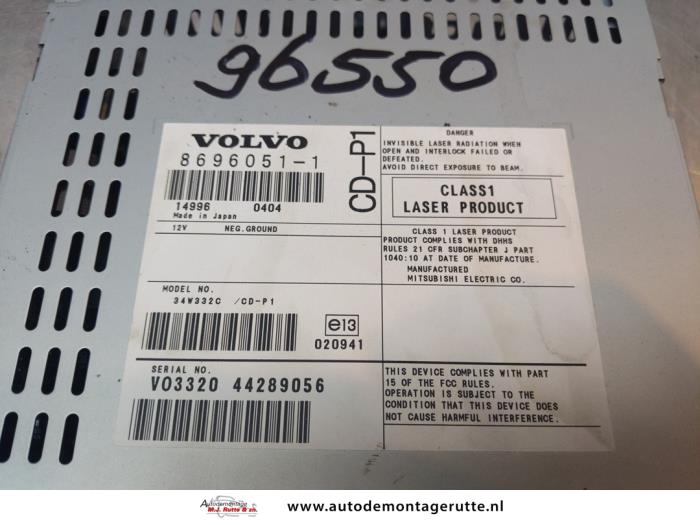 96550
VOLVO
8696051-1
14996 0404
Made in Japan
12V NEG.GROUND
MODEL NO.
34W332C /CD-P1
e13
020941
SERIAL NO.
VO3320 44289056
CD-P1
DANGER
INVISIBLE LASER RADIATION WHEN
OPEN AND INTERLOCK FAILED OR
DEFEATED.
AVOID DIRECT EXPOSURE TO BEAM.
CLASS1
LASER PRODUCT
CLASS 1 LASER PRODUCT
PRODUCT COMPLIES WITH DHHS
RULES 21 CFR SUBCHAPTER J PART
1040:10 AT DATE OF MANUFACTURE.
MANUFACTURED
MITSUBISHI ELECTRIC CO.
THIS DEVICE COMPLIES WITH PART
15 OF THE FCC RULES.
OPERATION IS SUBJECT TO THE
CONDITION THAT THIS DEVICE DOES
NOT CAUSE HARMFUL INTERFERENCE.
Autodemontage
M.J. Rutte & zn.
www.autodemontagerutte.nl